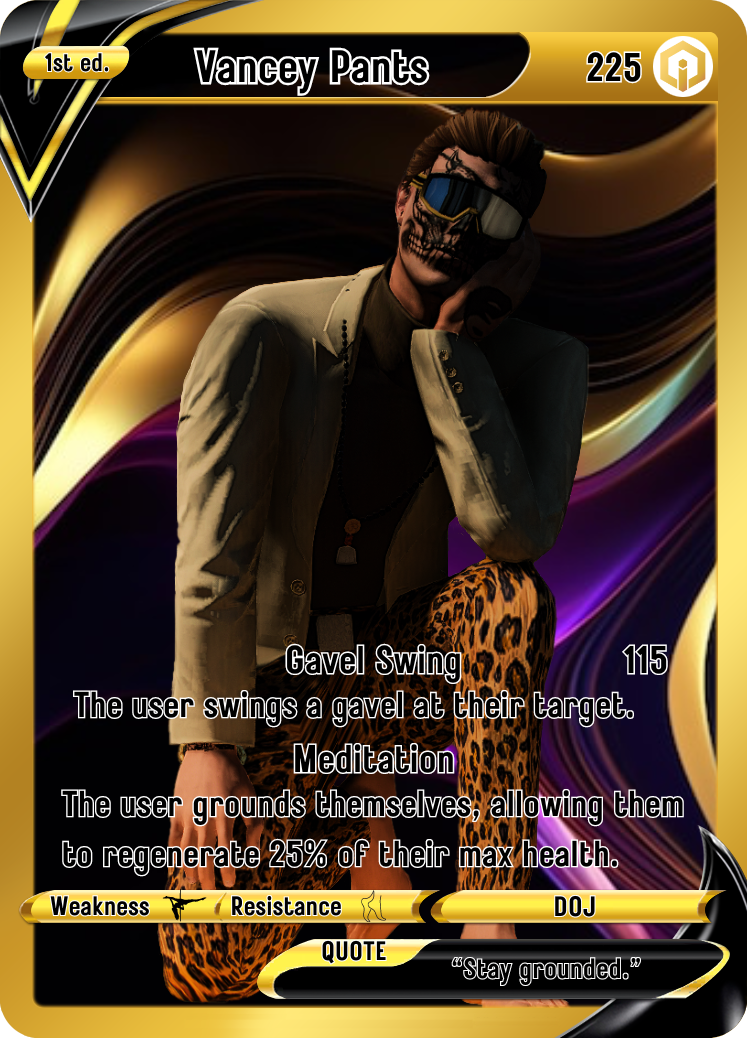 1st ed.
Vancey Pants
225
Gavel Swing 115
The user swings a gavel at their target.
Meditation
The user grounds themselves, allowing them
to regenerate 25% of their max health.
Weakness Resistance DOJ
QUOTE
“Stay grounded.”